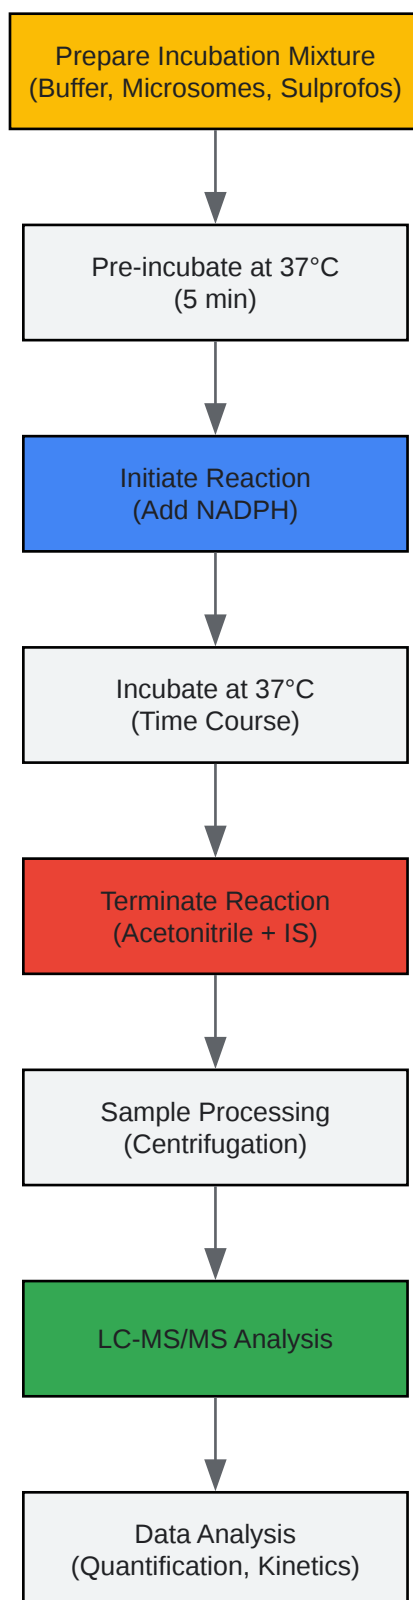 Prepare Incubation Mixture
(Buffer, Microsomes, Sulprofos)
Pre-incubate at 37°C
(5 min)
Initiate Reaction
(Add NADPH)
Incubate at 37°C
(Time Course)
Terminate Reaction
(Acetonitrile + IS)
Sample Processing
(Centrifugation)
LC-MS/MS Analysis
Data Analysis
(Quantification, Kinetics)